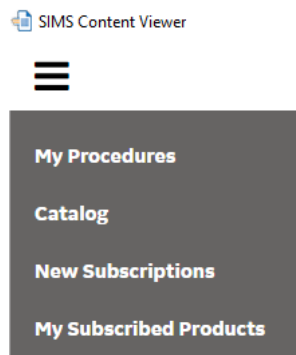 SIMS Content Viewer
My Procedures
Catalog
New Subscriptions
My Subscribed Products